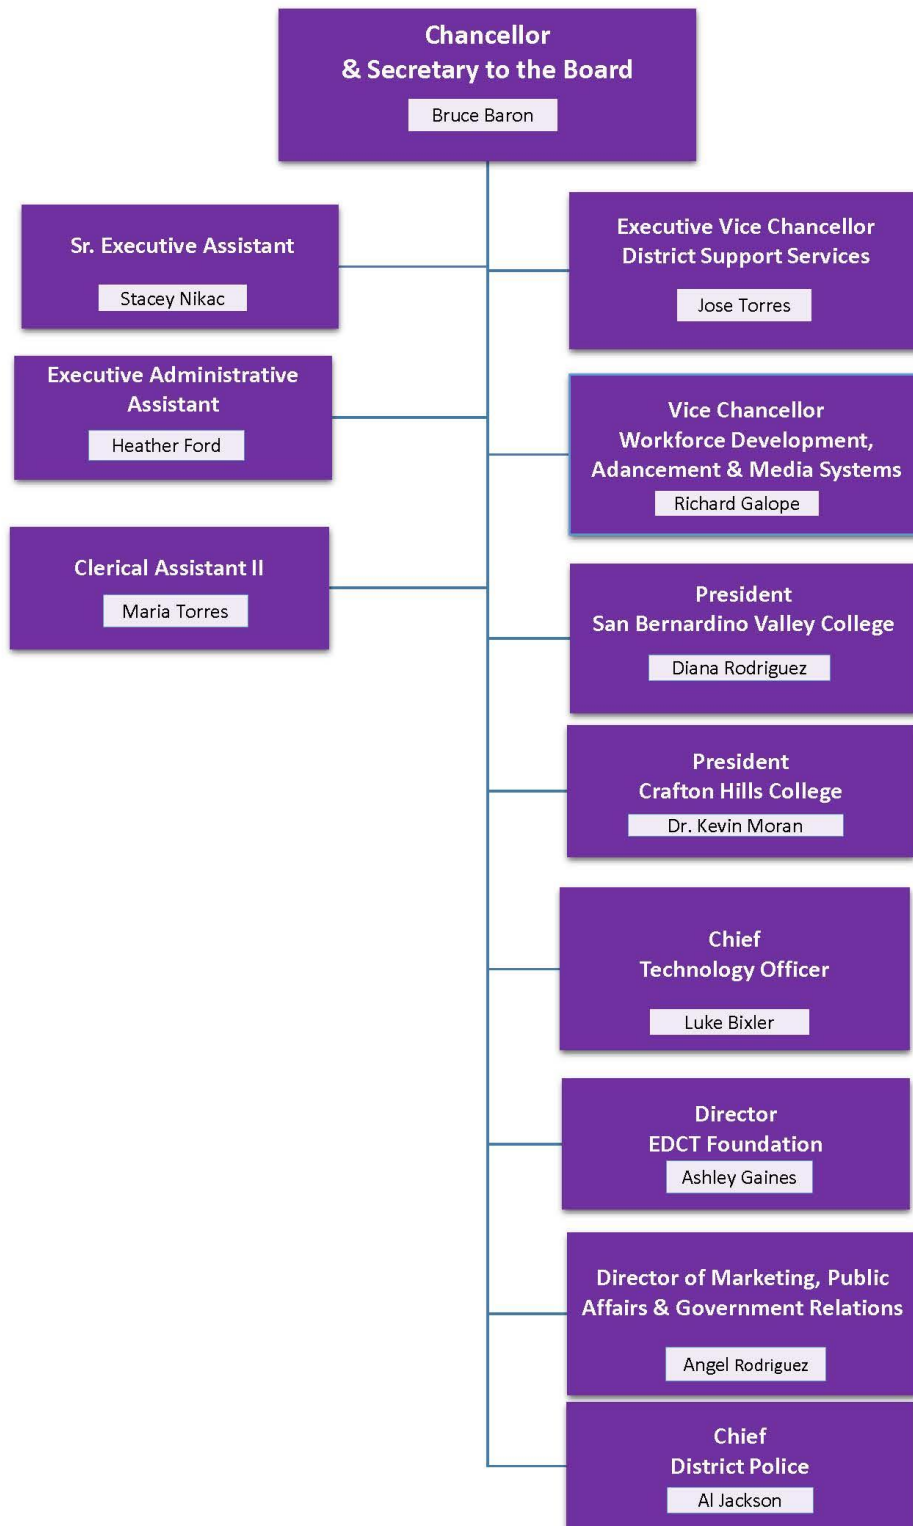 Chancellor
& Secretary to the Board
Bruce Baron
Sr. Executive Assistant
Stacey Nikac
Executive Administrative
Assistant
Heather Ford
Clerical Assistant II
Maria Torres
Executive Vice Chancellor
District Support Services
Jose Torres
Vice Chancellor
Workforce Development,
Adancement & Media Systems
Richard Galope
President
San Bernardino Valley College
Diana Rodriguez
President
Crafton Hills College
Dr. Kevin Moran
Chief
Technology Officer
Luke Bixler
Director
EDCT Foundation
Ashley Gaines
Director of Marketing, Public
Affairs & Government Relations
Angel Rodriguez
Chief
District Police
Al Jackson